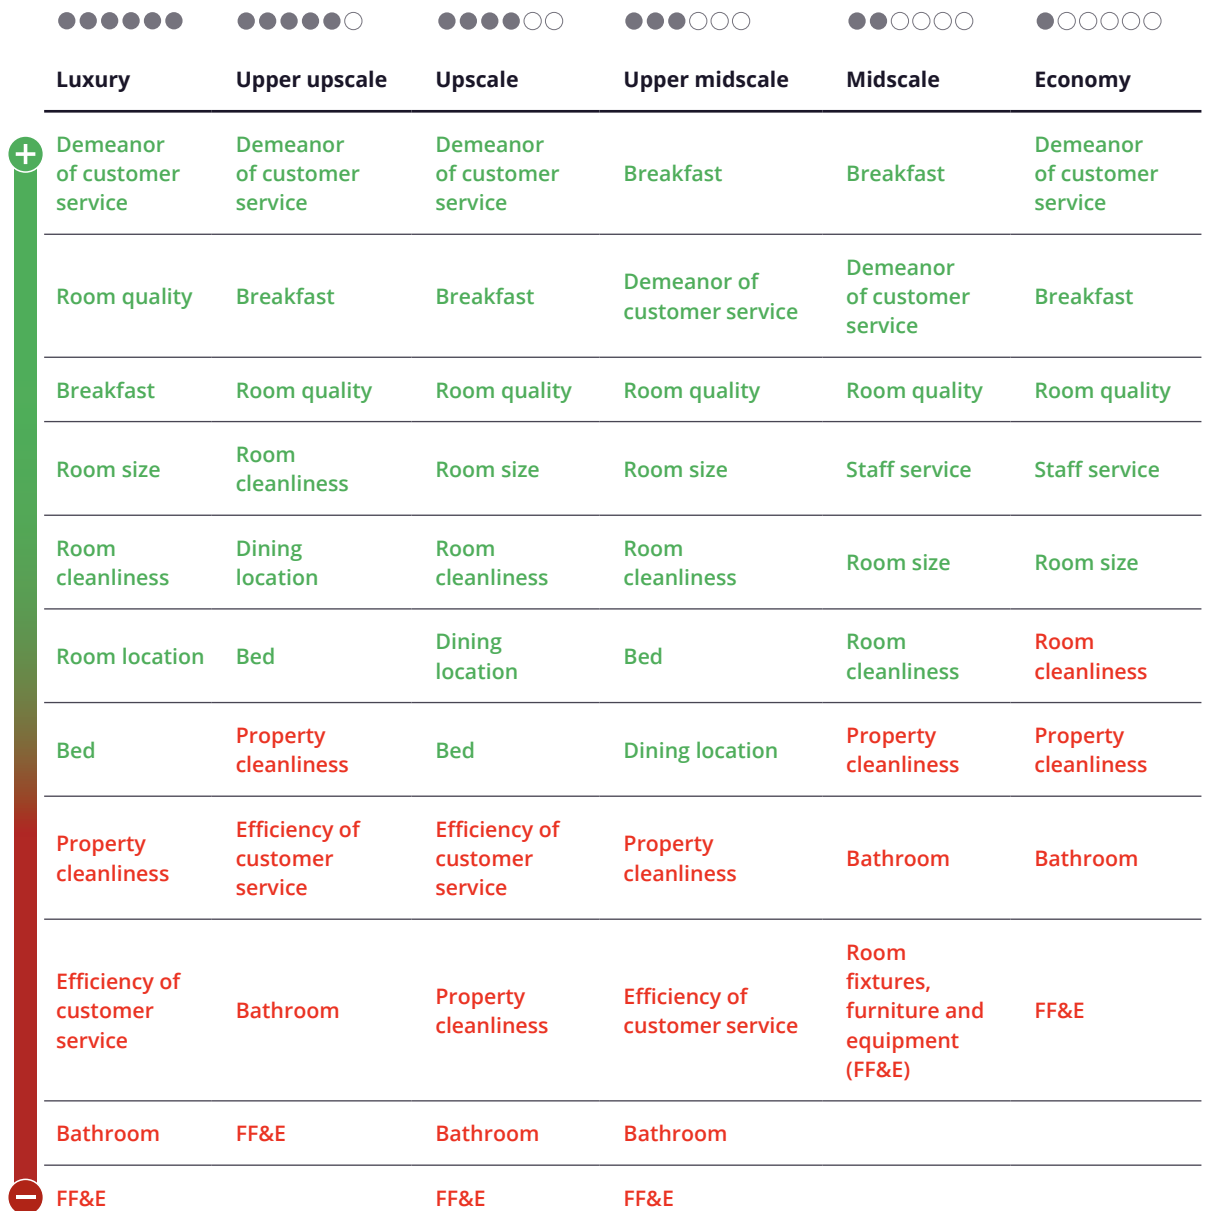 Luxury
Upper upscale
Upscale
Upper midscale
Midscale
Economy
Demeanor
of customer
service
Demeanor
of customer
service
Demeanor
of customer
service
Breakfast
Breakfast
Demeanor
of customer
service
Room quality
Breakfast
Breakfast
Demeanor of
customer service
Demeanor
of customer
service
Breakfast
Breakfast
Room quality
Room quality
Room quality
Room quality
Room quality
Room size
Room
cleanliness
Room size
Room size
Staff service
Staff service
Room
cleanliness
Dining
location
Room
cleanliness
Room
cleanliness
Room size
Room size
Room location
Bed
Dining
location
Bed
Room
cleanliness
Room
cleanliness
Bed
Property
cleanliness
Bed
Dining location
Property
cleanliness
Property
cleanliness
Property
cleanliness
Efficiency of
customer
service
Efficiency of
customer
service
Property
cleanliness
Bathroom
Bathroom
Efficiency of
customer
service
Bathroom
Property
cleanliness
Efficiency of
customer service
Room
fixtures,
furniture and
equipment
(FF&E)
FF&E
Bathroom
FF&E
Bathroom
Bathroom
FF&E
FF&E
FF&E